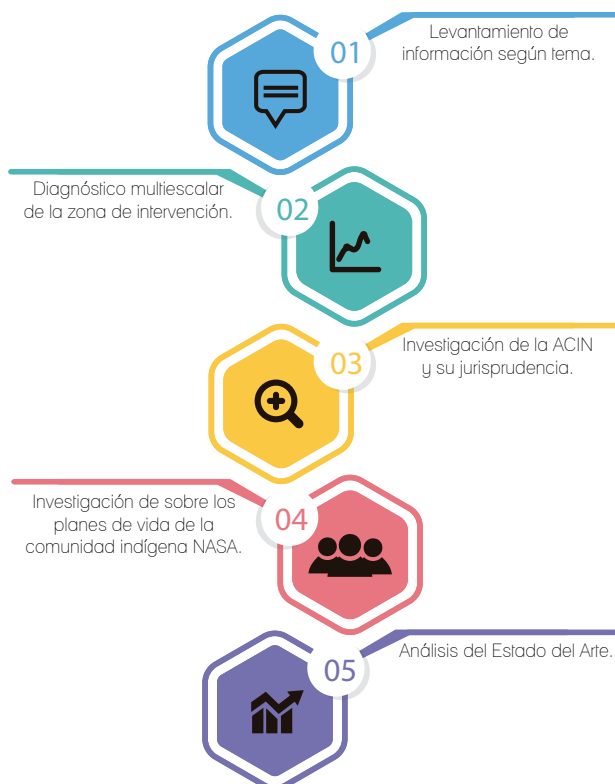 01
Levantamiento de
información según tema.
02
Diagnóstico multiescalar
de la zona de intervención.
03
Investigación de la ACIN
y su jurisprudencia.
04
Investigación de sobre los
planes de vida de la
comunidad indígena NASA.
05
Análisis del Estado del Arte.